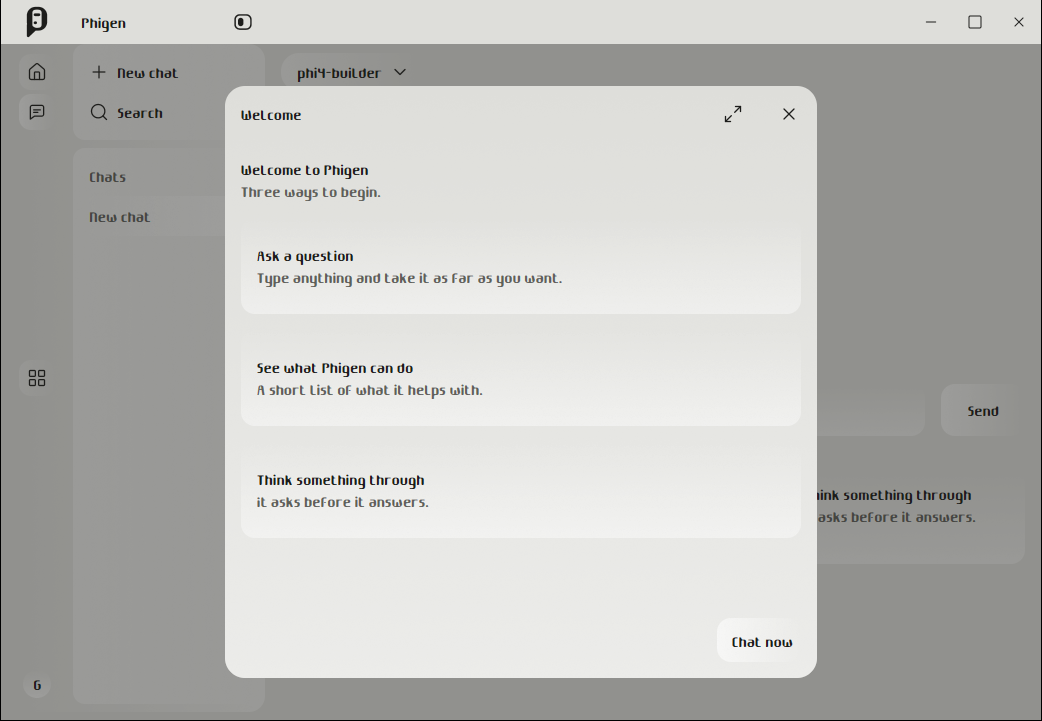 Phigen
New chat
phi4-builder
Search
Chats
New chat
Welcome
Welcome to Phigen
Three ways to begin.
Ask a question
Type anything and take it as far as you want.
See what Phigen can do
A short list of what it helps with.
Think something through
it asks before it answers.
Chat now
Send
ink something through
asks before it answers.
G